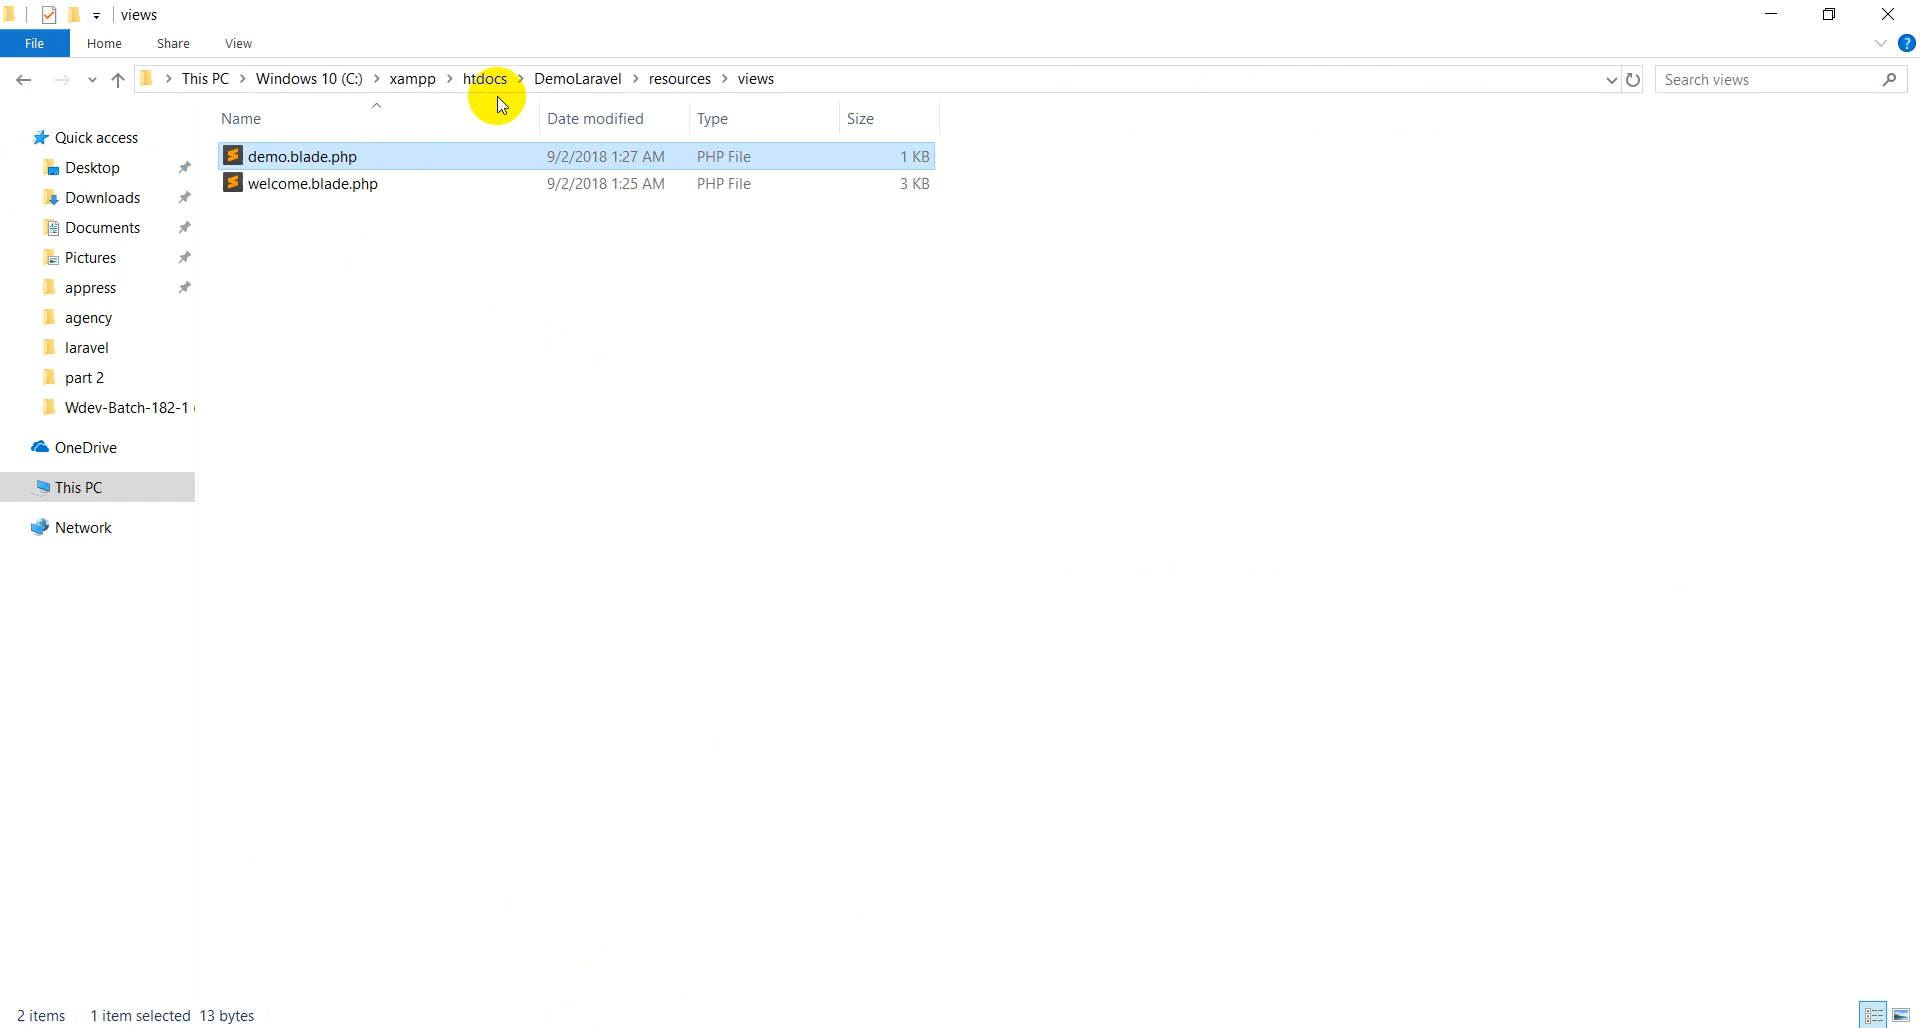 views
File Home Share View
This PC Windows 10 (C:) xampp htdocs DemoLaravel resources views Search views
Name Date modified Type Size
Quick access
Desktop
Downloads
Documents
Pictures
appress
agency
laravel
part 2
Wdev-Batch-182-1
OneDrive
This PC
Network
demo.blade.php 9/2/2018 1:27 AM PHP File 1 KB
welcome.blade.php 9/2/2018 1:25 AM PHP File 3 KB
2 items 1 item selected 13 bytes